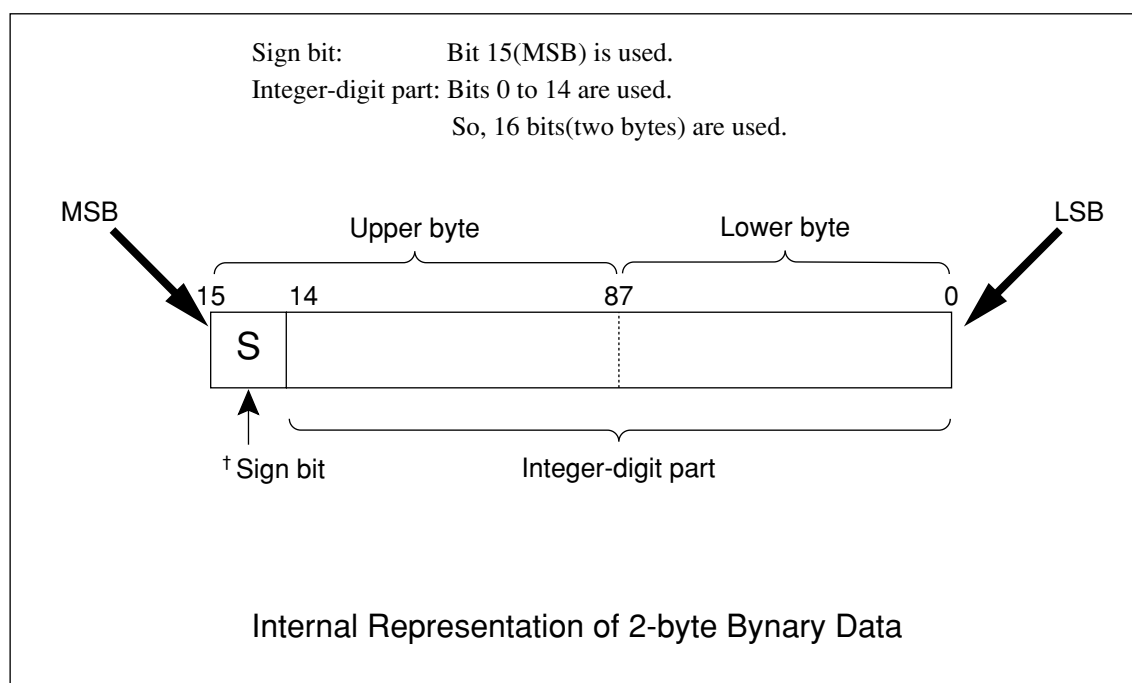 Sign bit: Bit 15(MSB) is used.
Integer-digit part: Bits 0 to 14 are used.
So, 16 bits(two bytes) are used.
MSB
LSB
Upper byte
Lower byte
15 14 87 0
S
† Sign bit
Integer-digit part
Internal Representation of 2-byte Bynary Data